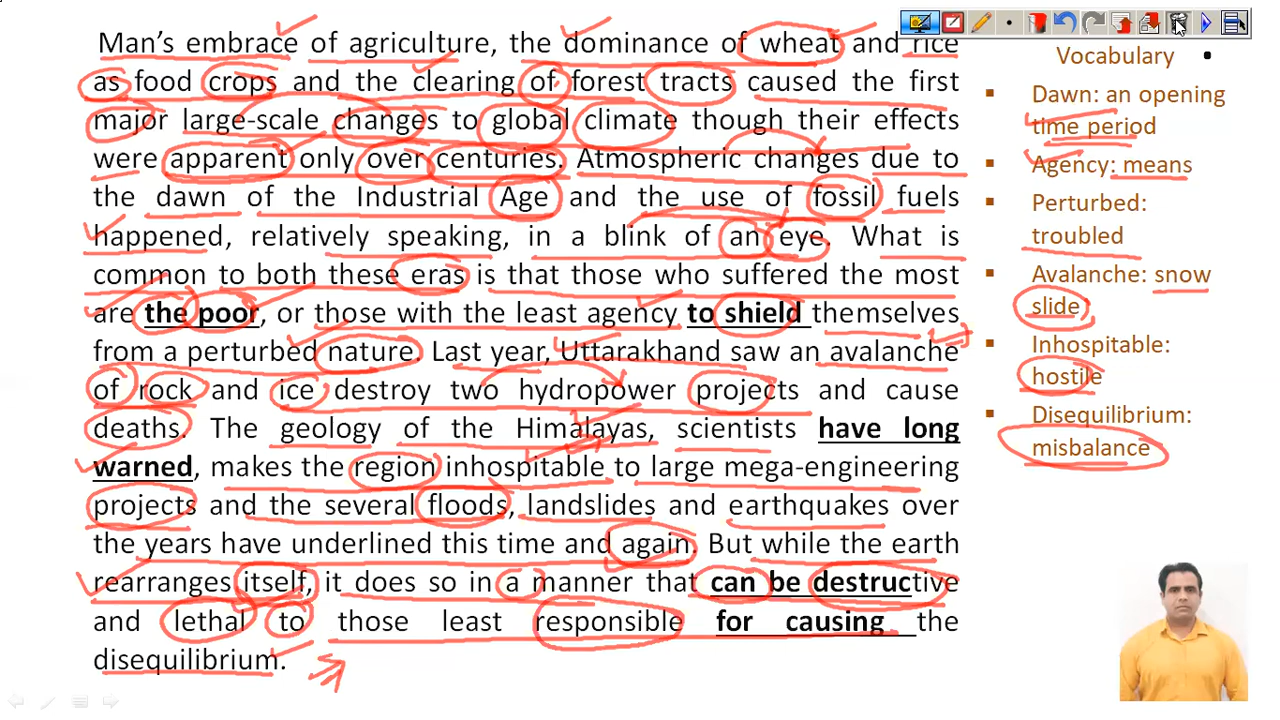 Man's embrace of agriculture, the dominance of wheat and rice
as food crops and the clearing of forest tracts caused the first
major large-scale changes to global climate though their effects
were apparent only over centuries. Atmospheric changes due to
the dawn of the Industrial Age and the use of fossil fuels
happened, relatively speaking, in a blink of an eye. What is
common to both these eras is that those who suffered the most
are the poor, or those with the least agency to shield themselves
from a perturbed nature. Last year, Uttarakhand saw an avalanche
of rock and ice destroy two hydropower projects and cause
deaths. The geology of the Himalayas, scientists have long
warned, makes the region inhospitable to large mega-engineering
projects and the several floods, landslides and earthquakes over
the years have underlined this time and again. But while the earth
rearranges itself, it does so in a manner that can be destructive
and lethal to those least responsible for causing the
disequilibrium.
Vocabulary
Dawn: an opening
time period
Agency: means
Perturbed:
troubled
Avalanche: snow
slide
Inhospitable:
hostile
Disequilibrium:
misbalance